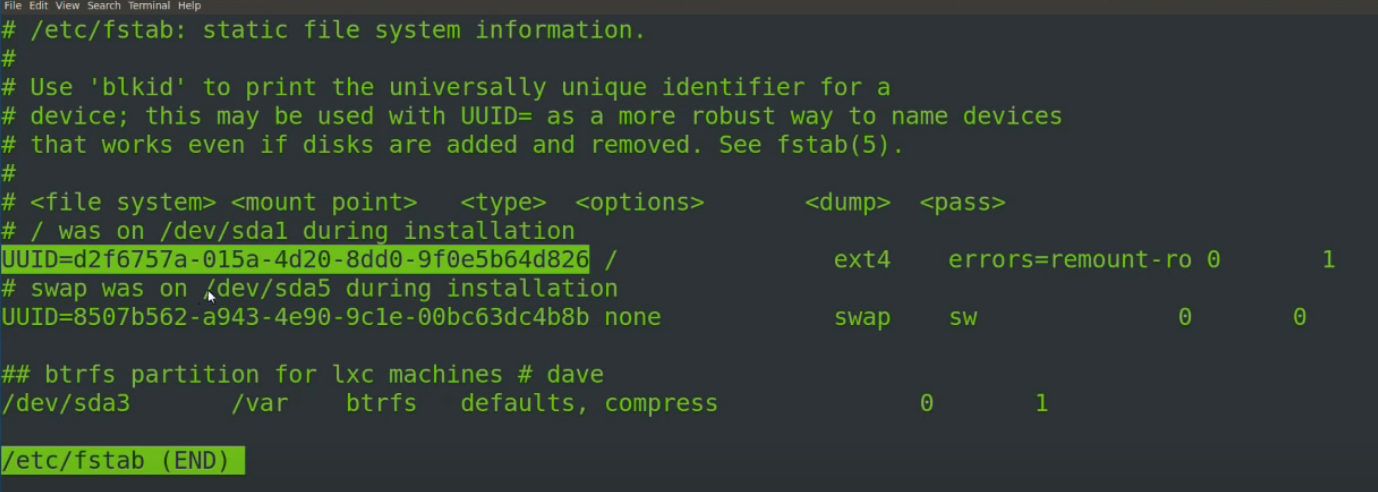 File Edit View Search Terminal Help
# /etc/fstab: static file system information.
#
# Use 'blkid' to print the universally unique identifier for a
# device; this may be used with UUID= as a more robust way to name devices
# that works even if disks are added and removed. See fstab(5).
#
# <file system> <mount point>   <type>  <options>       <dump>  <pass>
# / was on /dev/sda1 during installation
UUID=d2f6757a-015a-4d20-8dd0-9f0e5b64d826 /               ext4    errors=remount-ro 0       1
# swap was on /dev/sda5 during installation
UUID=8507b562-a943-4e90-9c1e-00bc63dc4b8b none            swap    sw              0       0
## btrfs partition for lxc machines # dave
/dev/sda3       /var    btrfs   defaults, compress              0       1
/etc/fstab (END)